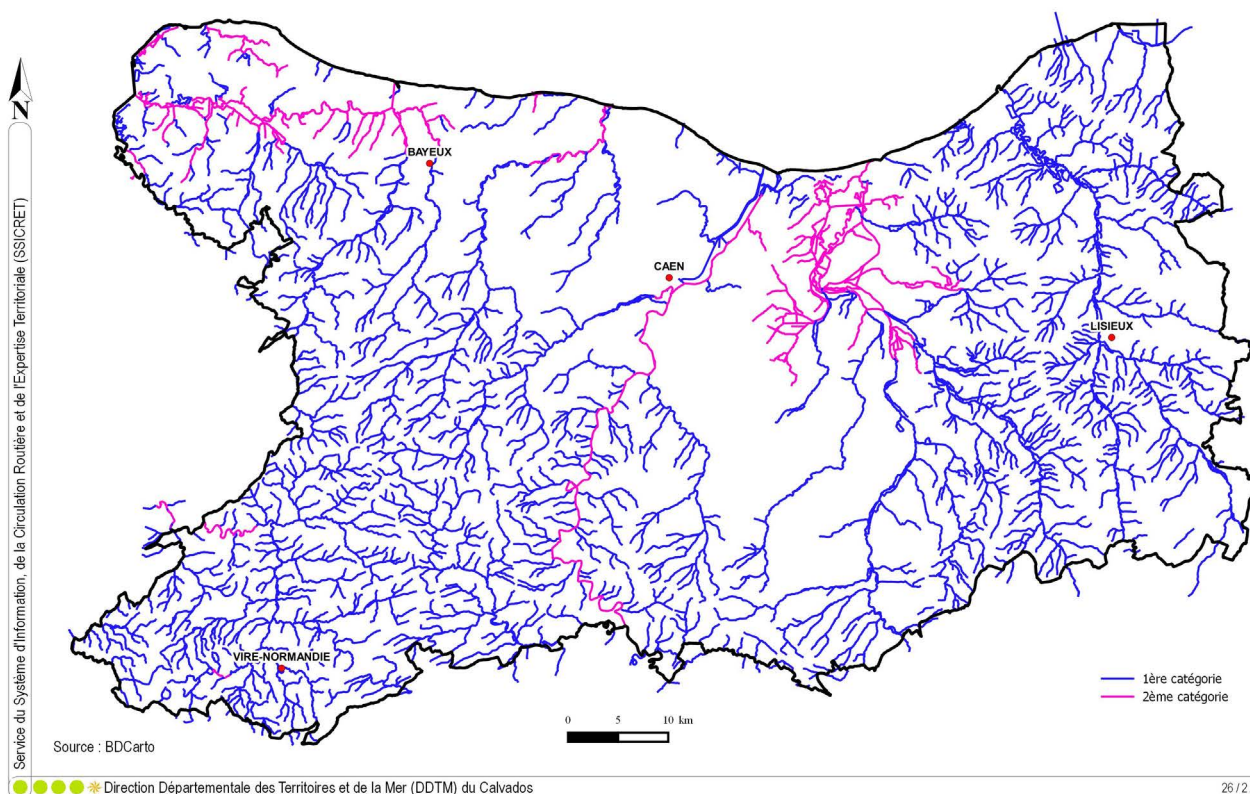 N
Service du Système d'Information, de la Circulation Routière et de l'Expertise Territoriale (SSICRET)
BAYEUX
CAEN
LISIEUX
VIRE-NORMANDIE
1ère catégorie
2ème catégorie
0 5 10 km
Source : BDCarto
Direction Départementale des Territoires et de la Mer (DDTM) du Calvados
26 / 2